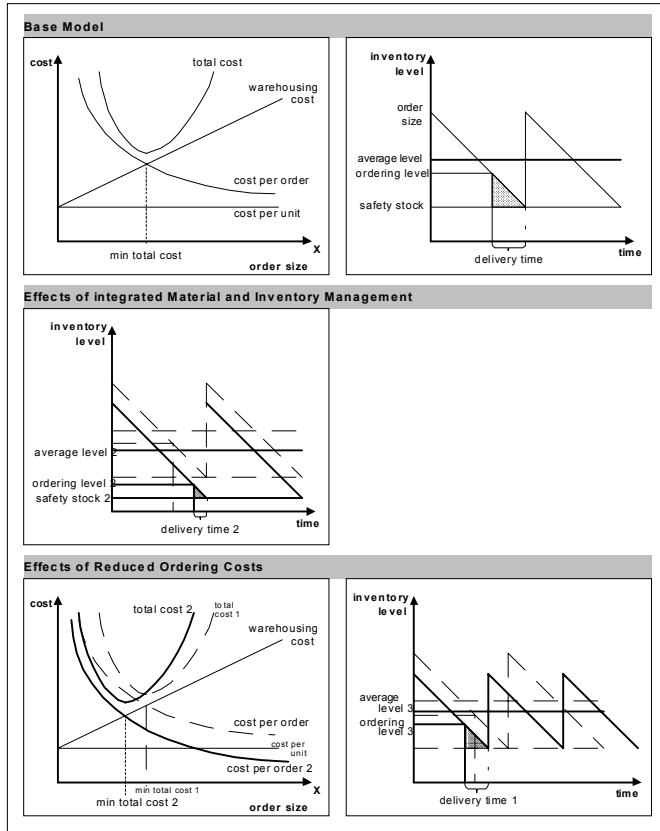 Base Model
cost
total cost
warehousing
cost
cost per order
cost per unit
min total cost
X
order size
inventory
level
order
size
average level
ordering level
safety stock
delivery time
time
Effects of integrated Material and Inventory Management
inventory
level
average level 2
ordering level 2
safety stock 2
delivery time 2
time
Effects of Reduced Ordering Costs
cost
total cost 2
total
cost 1
warehousing
cost
cost per order
cost per
unit
cost per order 2
min total cost 1
min total cost 2
X
order size
inventory
level
average
level 3
ordering
level 3
delivery time 1
time